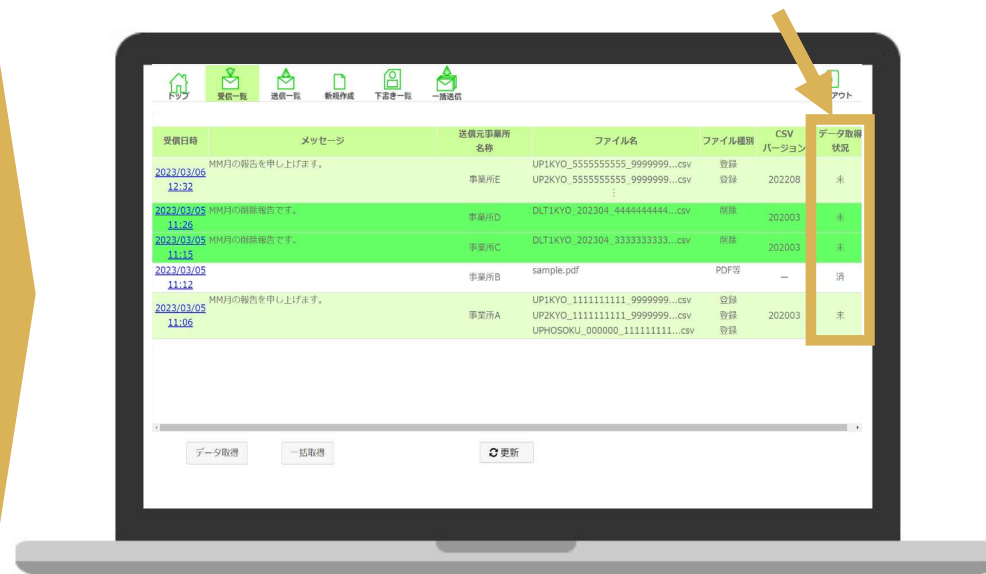 トップ 受信一覧 送信一覧 新規作成 下書き一覧 一括送信 アウト
受信日時 メッセージ 送信元事業所名称 ファイル名 ファイル種別 CSVバージョン データ取得状況
2023/03/06 12:32 MM月の報告を申し上げます。 事業所E UP1KYO_5555555555_9999999...csv 登録 202208 未
UP2KYO_5555555555_9999999...csv 登録
⋮
2023/03/05 11:26 MM月の削除報告です。 事業所D DLT1KYO_202304_4444444444...csv 削除 202003 未
2023/03/05 11:15 MM月の削除報告です。 事業所C DLT1KYO_202304_3333333333...csv 削除 202003 未
2023/03/05 11:12 事業所B sample.pdf PDF等 － 済
2023/03/05 11:06 MM月の報告を申し上げます。 事業所A UP1KYO_1111111111_9999999...csv 登録 202003 未
UP2KYO_1111111111_9999999...csv 登録
UPHOSOKU_000000_111111111...csv 登録
データ取得 一括取得 更新